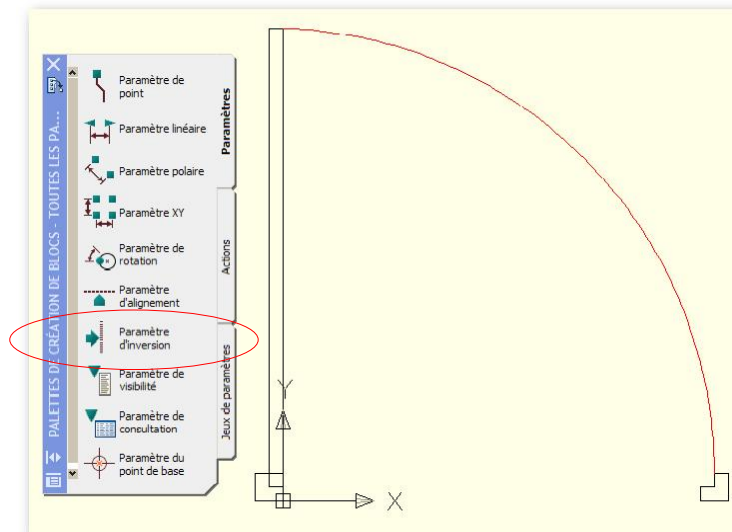 PALETTES DE CRÉATION DE BLOCS - TOUTES LES PA...
Paramètre de
point
Paramètre linéaire
Paramètre polaire
Paramètre XY
Paramètre de
rotation
Paramètre
d'alignement
Paramètre
d'inversion
Paramètre de
visibilité
Paramètre de
consultation
Paramètre du
point de base
Paramètres
Actions
Jeux de paramètres
Y
X